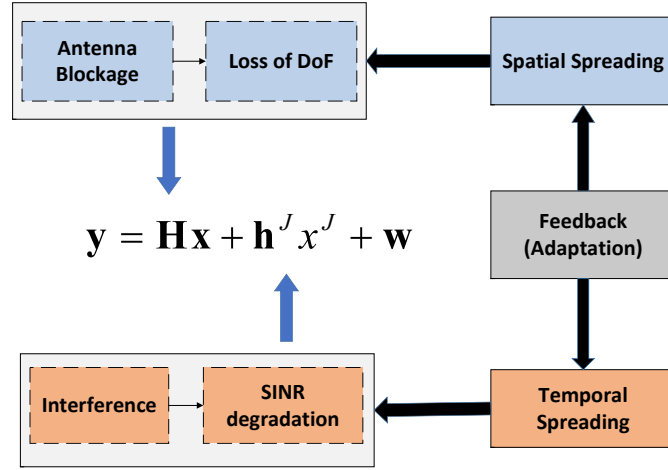 Antenna
Blockage
Loss of DoF
Spatial Spreading
y = Hx + h^J x^J + w
Feedback
(Adaptation)
Interference
SINR
degradation
Temporal
Spreading